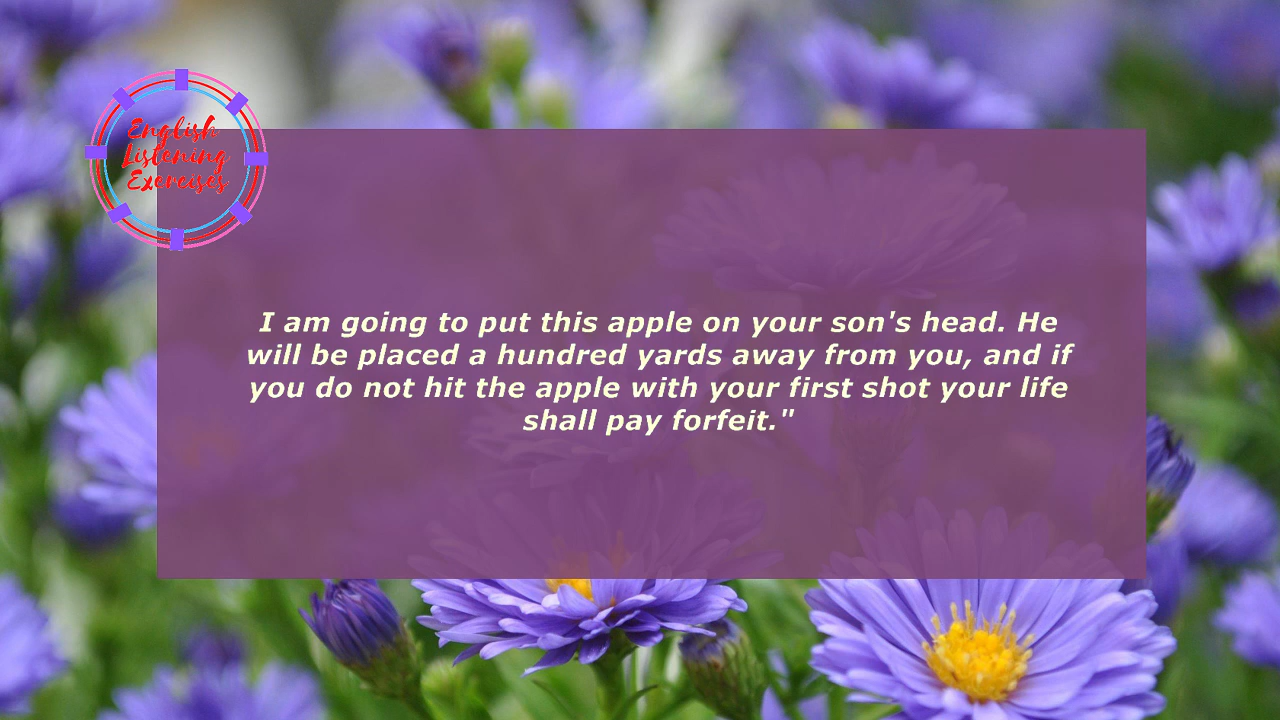 English
Listening
Exercises
I am going to put this apple on your son's head. He
will be placed a hundred yards away from you, and if
you do not hit the apple with your first shot your life
shall pay forfeit."